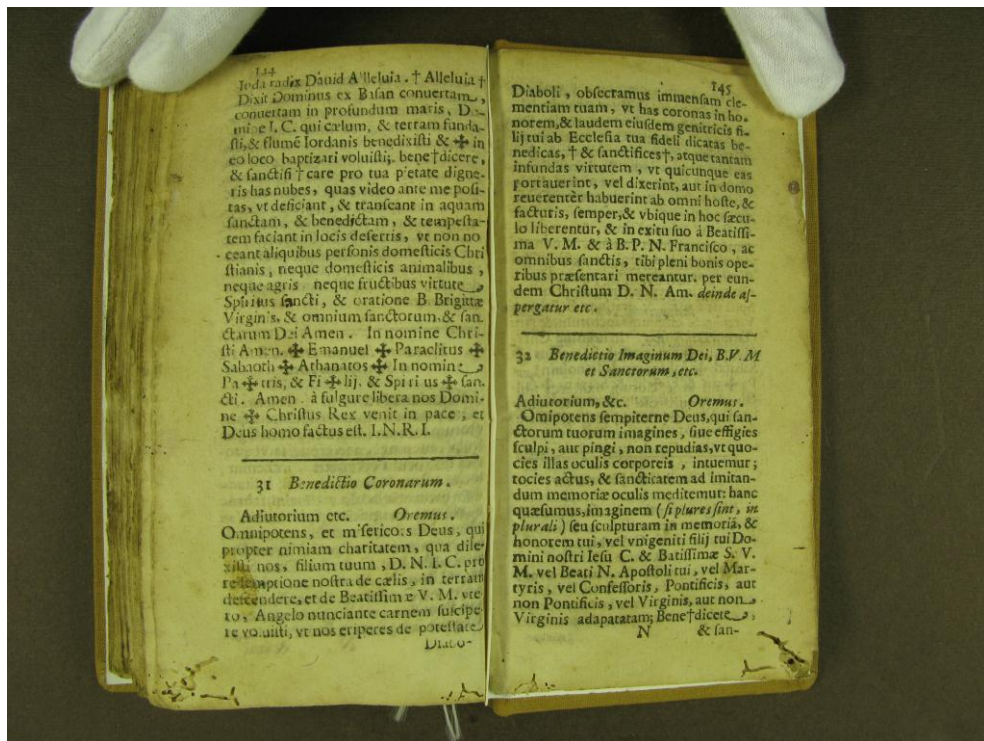 144
Iuda radix Dauid Alleluia. † Alleluia †
Dixit Dominus ex Basan conuertam,
conuertam in profundum maris, Do-
mine I. C. qui cælum, & terram funda-
sti, & flumẽ Iordanis benedixisti & ✠ in
eo loco baptizari voluistij. bene†dicere,
& sanctifi†care pro tua pietate digne-
ris has nubes, quas video ante me posi-
tas, vt deficiant, & transeant in aquam
sanctam, & benedictam, & tempesta-
tem faciant in locis desertis, vt non no
ceant aliquibus personis domesticis Chri
stianis, neque domesticis animalibus,
neque agris neque fructibus virtute
Spiritus sancti, & oratione B. Brigittæ
Virginis, & omnium sanctorum, & san.
ctarum Dei Amen. In nomine Chri-
sti Amen. ✠ Emanuel ✠ Paraclitus ✠
Sabaoth ✠ Athanatos ✠ In nomin
Pa ✠ tris, & Fi ✠ lij. & Spiri us ✠ san.
cti. Amen. à fulgure libera nos Domi-
ne ✠ Christus Rex venit in pace; et
Deus homo factus est. I.N.R.I.
31 Benedictio Coronarum.
Adiutorium etc. Oremus.
Omnipotens, et misericors Deus, qui
propter nimiam charitatem, qua dile-
xisti nos, filium tuum, D. N. I. C. pro
redemptione nostra de cælis, in terram
descendere, et de Beatissimæ V. M. vte
ro, Angelo nunciante carnem suscipe
re voluisti, vt nos eriperes de potestate
Diabo-
145
Diaboli, obsecramus immensam cle-
mentiam tuam, vt has coronas in ho.
norem, & laudem eiusdem genitricis fi-
lij tui ab Ecclesia tua fideli dicatas be-
nedicas, † & sanctifices†, atque tantam
infundas virtutem, vt quicunque eas
portauerint, vel dixerint, aut in domo
reuerentèr habuerint ab omni hoste, &
facturis, semper, & vbique in hoc sæcu-
lo liberentur, & in exitu suo à Beatissi-
ma V. M. & à B. P. N. Francisco, ac
omnibus sanctis, tibi pleni bonis ope-
ribus præsentari mereantur. per eun-
dem Christum D. N. Am. deinde as-
pergatur etc.
32 Benedictio Imaginum Dei, B.V.M
et Sanctorum, etc.
Adiutorium, &c. Oremus.
Omipotens sempiterne Deus, qui san-
ctorum tuorum imagines, siue effigies
sculpi, aut pingi, non repudias, vt quo-
cies illas oculis corporeis, intuemur;
tocies actus, & sancticatem ad imitan-
dum memoriæ oculis meditemur: hanc
quæsumus, imaginem (si plures sint, in
plurali) seu sculpturam in memoriã, &
honorem tui, vel vnigeniti filij tui Do-
mini nostri Iesu C. & Batissimæ S. V.
M. vel Beati N. Apostoli tui, vel Mar-
tyris, vel Confessoris, Pontificis, aut
non Pontificis, vel Virginis, aut non
Virginis adapatatam; Bene†dicere,
N & san-